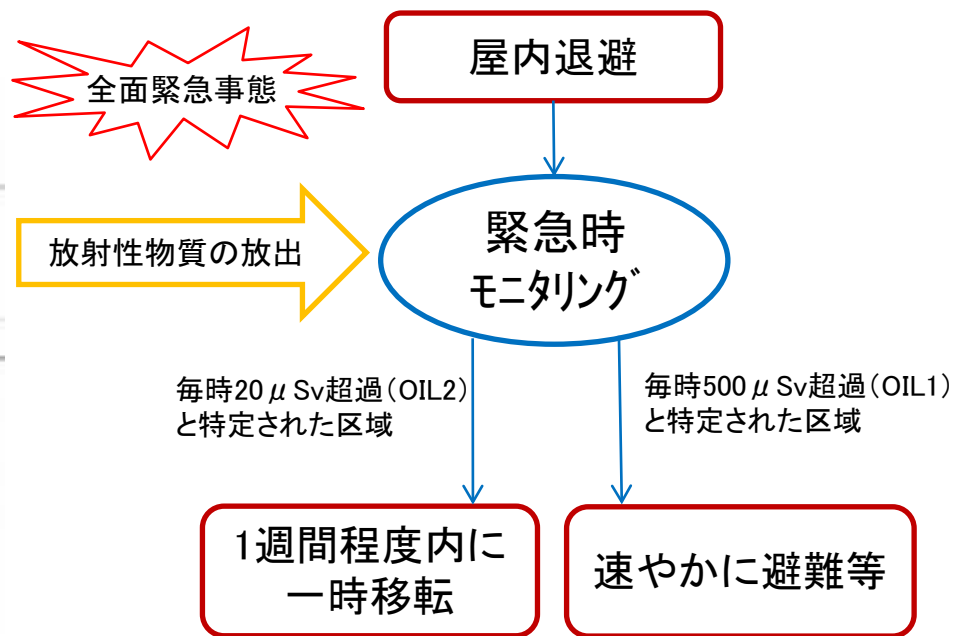 全面緊急事態
屋内退避
放射性物質の放出
緊急時
ﾓﾆﾀﾘﾝｸﾞ
毎時20μSv超過(OIL2)
と特定された区域
毎時500μSv超過(OIL1)
と特定された区域
1週間程度内に
一時移転
速やかに避難等